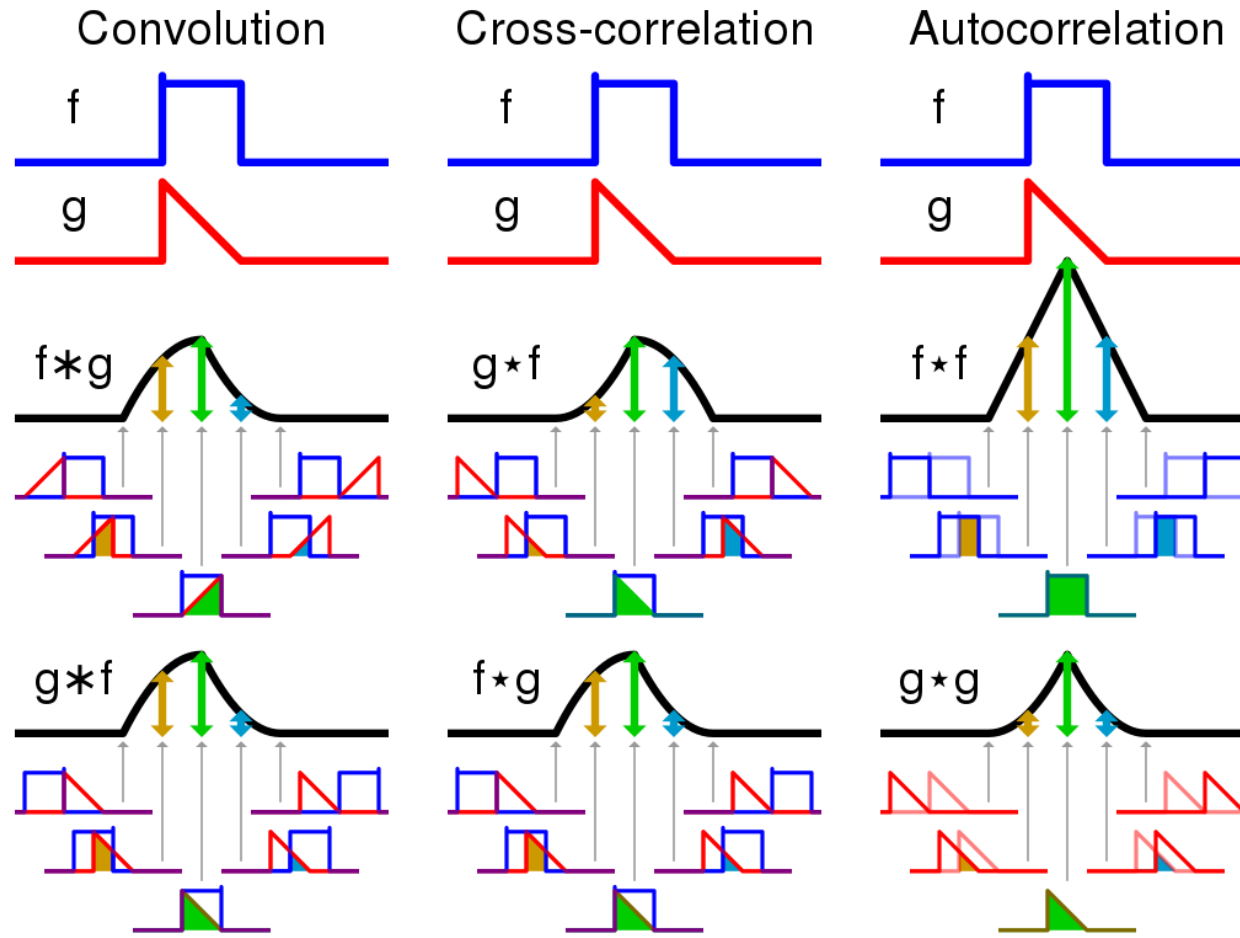 Convolution Cross-correlation Autocorrelation
f f f
g g g
f∗g g⋆f f⋆f
g∗f f⋆g g⋆g